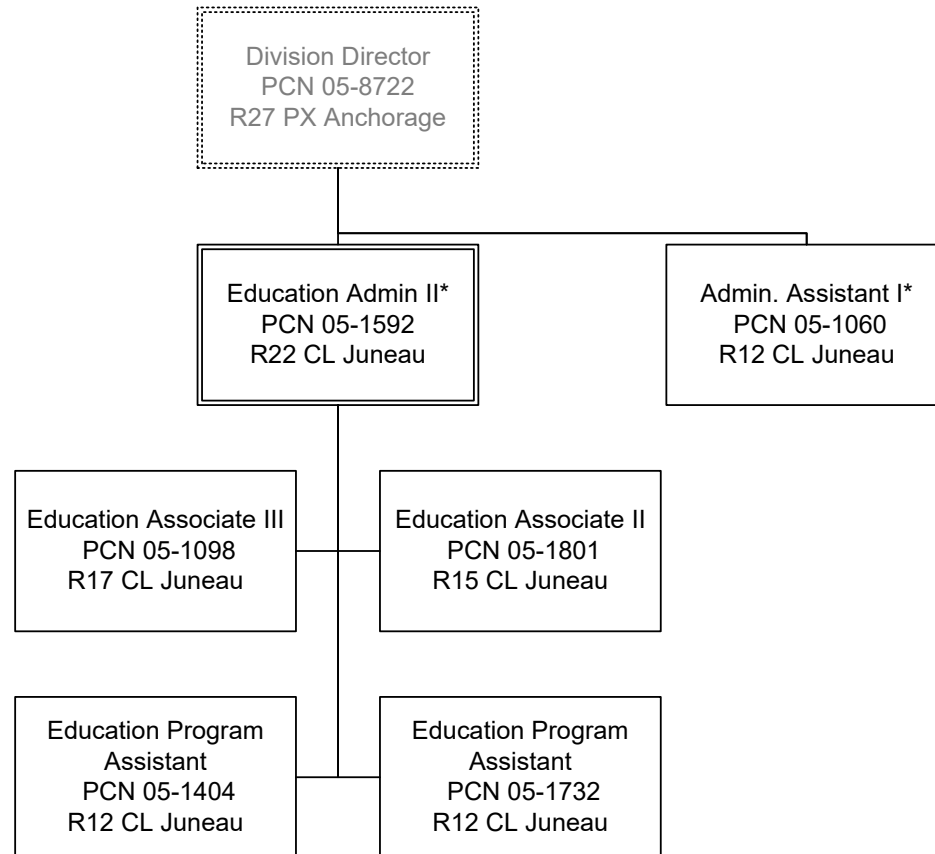 Division Director
PCN 05-8722
R27 PX Anchorage
Education Admin II*
PCN 05-1592
R22 CL Juneau
Admin. Assistant I*
PCN 05-1060
R12 CL Juneau
Education Associate III
PCN 05-1098
R17 CL Juneau
Education Associate II
PCN 05-1801
R15 CL Juneau
Education Program
Assistant
PCN 05-1404
R12 CL Juneau
Education Program
Assistant
PCN 05-1732
R12 CL Juneau